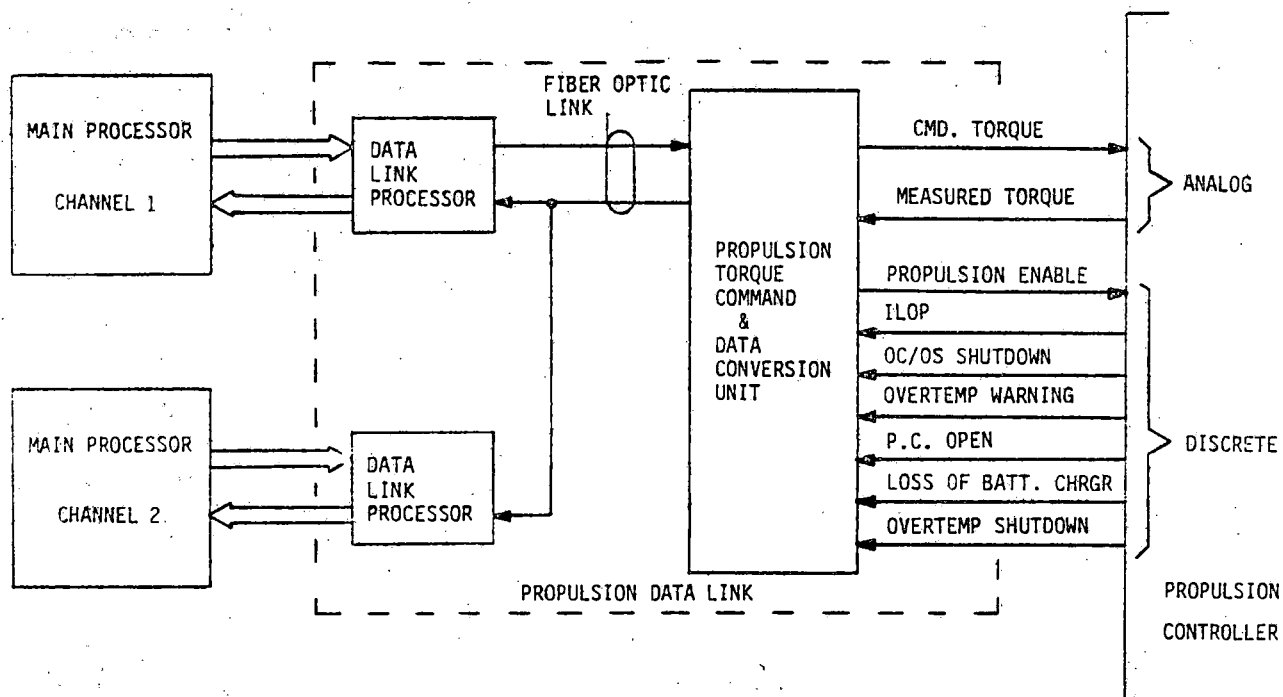 FIBER OPTIC
LINK
MAIN PROCESSOR
CHANNEL 1
DATA
LINK
PROCESSOR
CMD. TORQUE
MEASURED TORQUE
ANALOG
PROPULSION
TORQUE
COMMAND
&
DATA
CONVERSION
UNIT
PROPULSION ENABLE
ILOP
OC/OS SHUTDOWN
OVERTEMP WARNING
P.C. OPEN
LOSS OF BATT. CHRGR
OVERTEMP SHUTDOWN
DISCRETE
MAIN PROCESSOR
CHANNEL 2
DATA
LINK
PROCESSOR
PROPULSION DATA LINK
PROPULSION
CONTROLLER